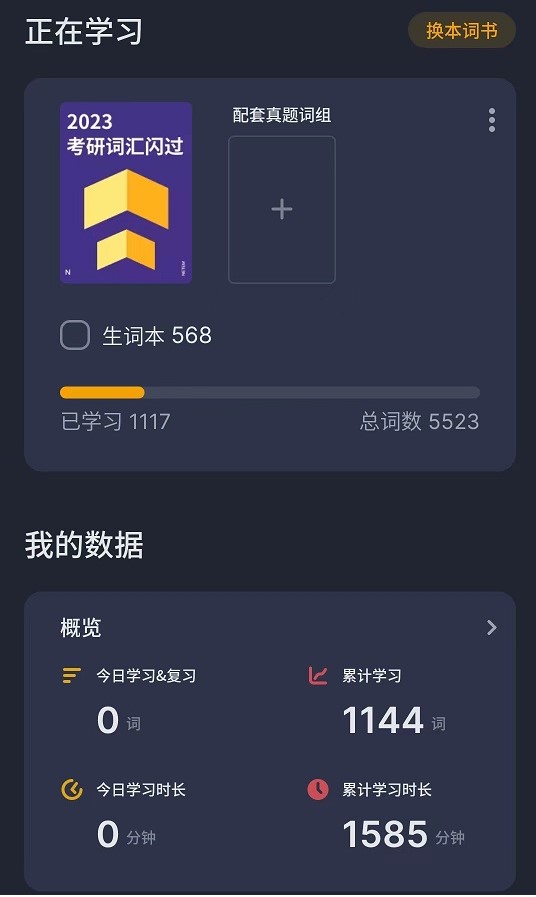 正在学习
换本词书
2023
考研词汇闪过
配套真题词组
N
生词本 568
已学习 1117
总词数 5523
我的数据
概览
今日学习&复习
累计学习
0 词
1144 词
今日学习时长
累计学习时长
0 分钟
1585 分钟